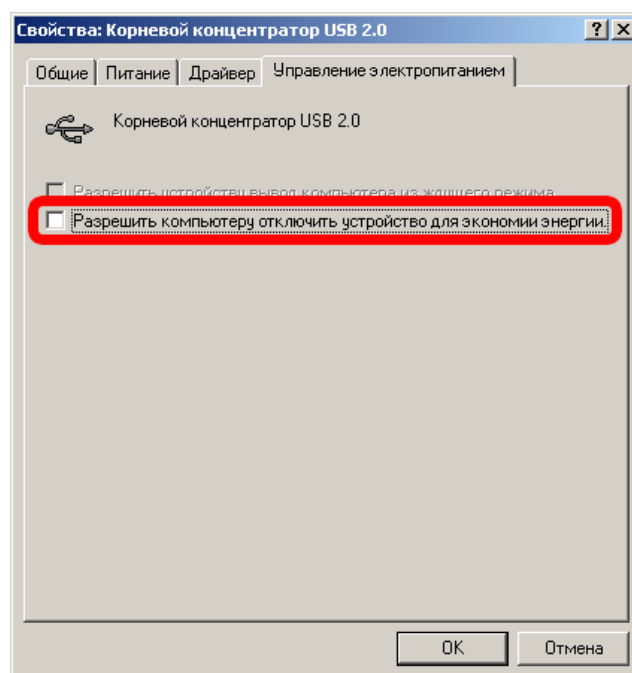 Свойства: Корневой концентратор USB 2.0
Общие Питание Драйвер Управление электропитанием
Корневой концентратор USB 2.0
Разрешить устройству вывод компьютера из ждущего режима
Разрешить компьютеру отключить устройство для экономии энергии.
OK Отмена